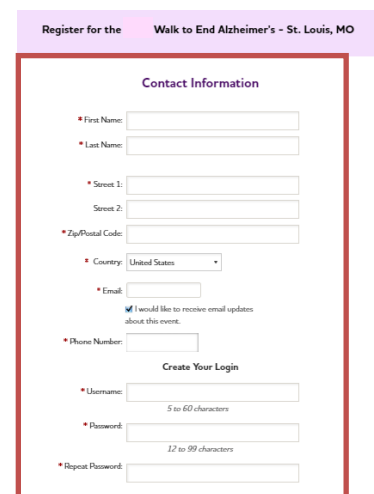 Register for the Walk to End Alzheimer's - St. Louis, MO
Contact Information
* First Name:
* Last Name:
* Street 1:
Street 2:
* Zip/Postal Code:
* Country: United States
* Email:
I would like to receive email updates
about this event.
* Phone Number:
Create Your Login
* Username:
5 to 60 characters
* Password:
12 to 99 characters
* Repeat Password: